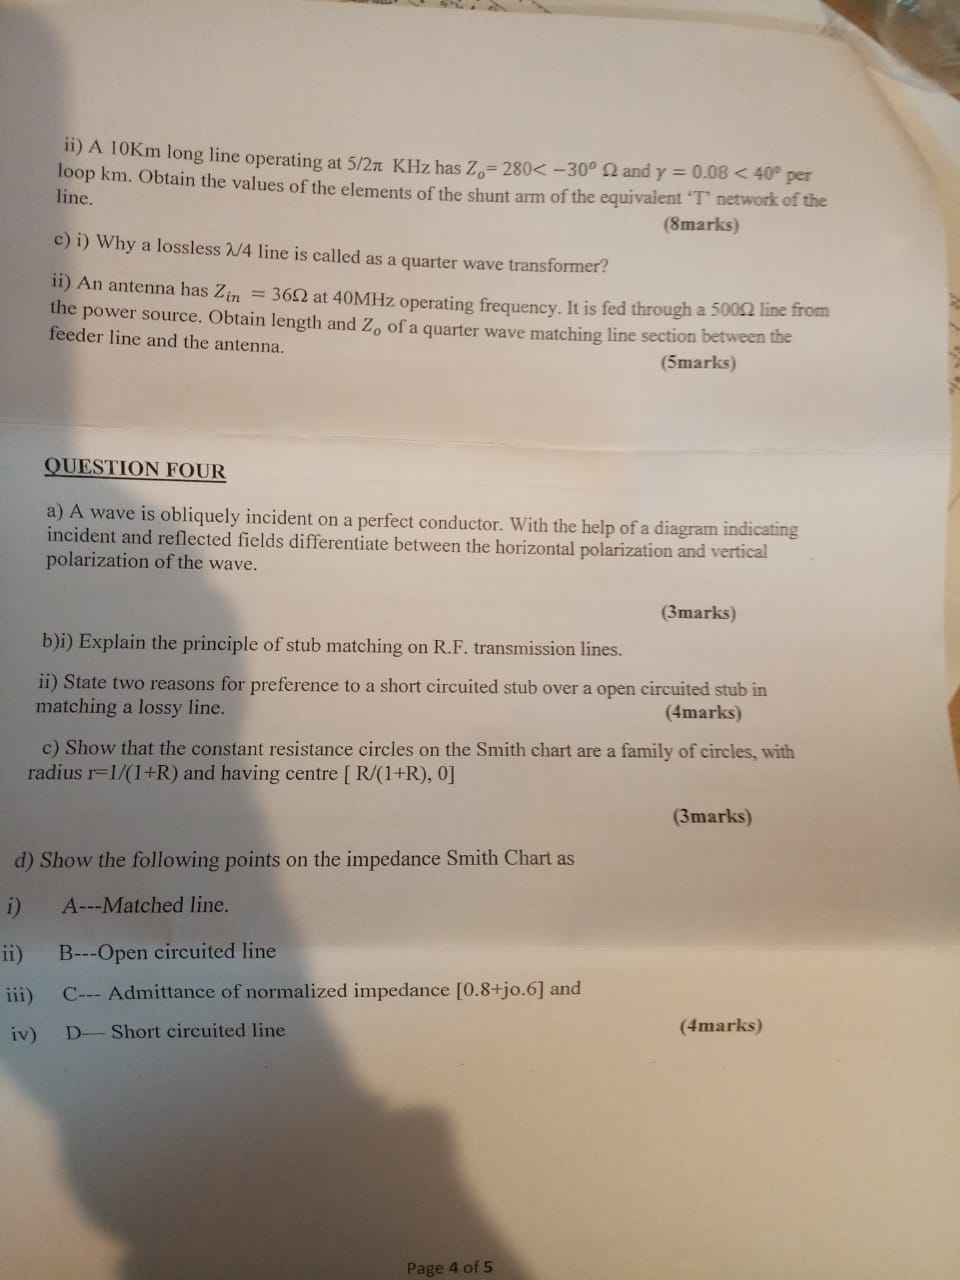 ii) A 10Km long line operating at 5/2π KHz has Zₒ= 280< −30° Ω and γ = 0.08 < 40° per
loop km. Obtain the values of the elements of the shunt arm of the equivalent 'T' network of the
line.
(8marks)
c) i) Why a lossless λ/4 line is called as a quarter wave transformer?
ii) An antenna has Zᵢₙ = 36Ω at 40MHz operating frequency. It is fed through a 500Ω line from
the power source. Obtain length and Zₒ of a quarter wave matching line section between the
feeder line and the antenna.
(5marks)
QUESTION FOUR
a) A wave is obliquely incident on a perfect conductor. With the help of a diagram indicating
incident and reflected fields differentiate between the horizontal polarization and vertical
polarization of the wave.
(3marks)
b)i) Explain the principle of stub matching on R.F. transmission lines.
ii) State two reasons for preference to a short circuited stub over a open circuited stub in
matching a lossy line.
(4marks)
c) Show that the constant resistance circles on the Smith chart are a family of circles, with
radius r=1/(1+R) and having centre [ R/(1+R), 0]
(3marks)
d) Show the following points on the impedance Smith Chart as
i) A---Matched line.
ii) B---Open circuited line
iii) C--- Admittance of normalized impedance [0.8+jo.6] and
iv) D— Short circuited line
(4marks)
Page 4 of 5